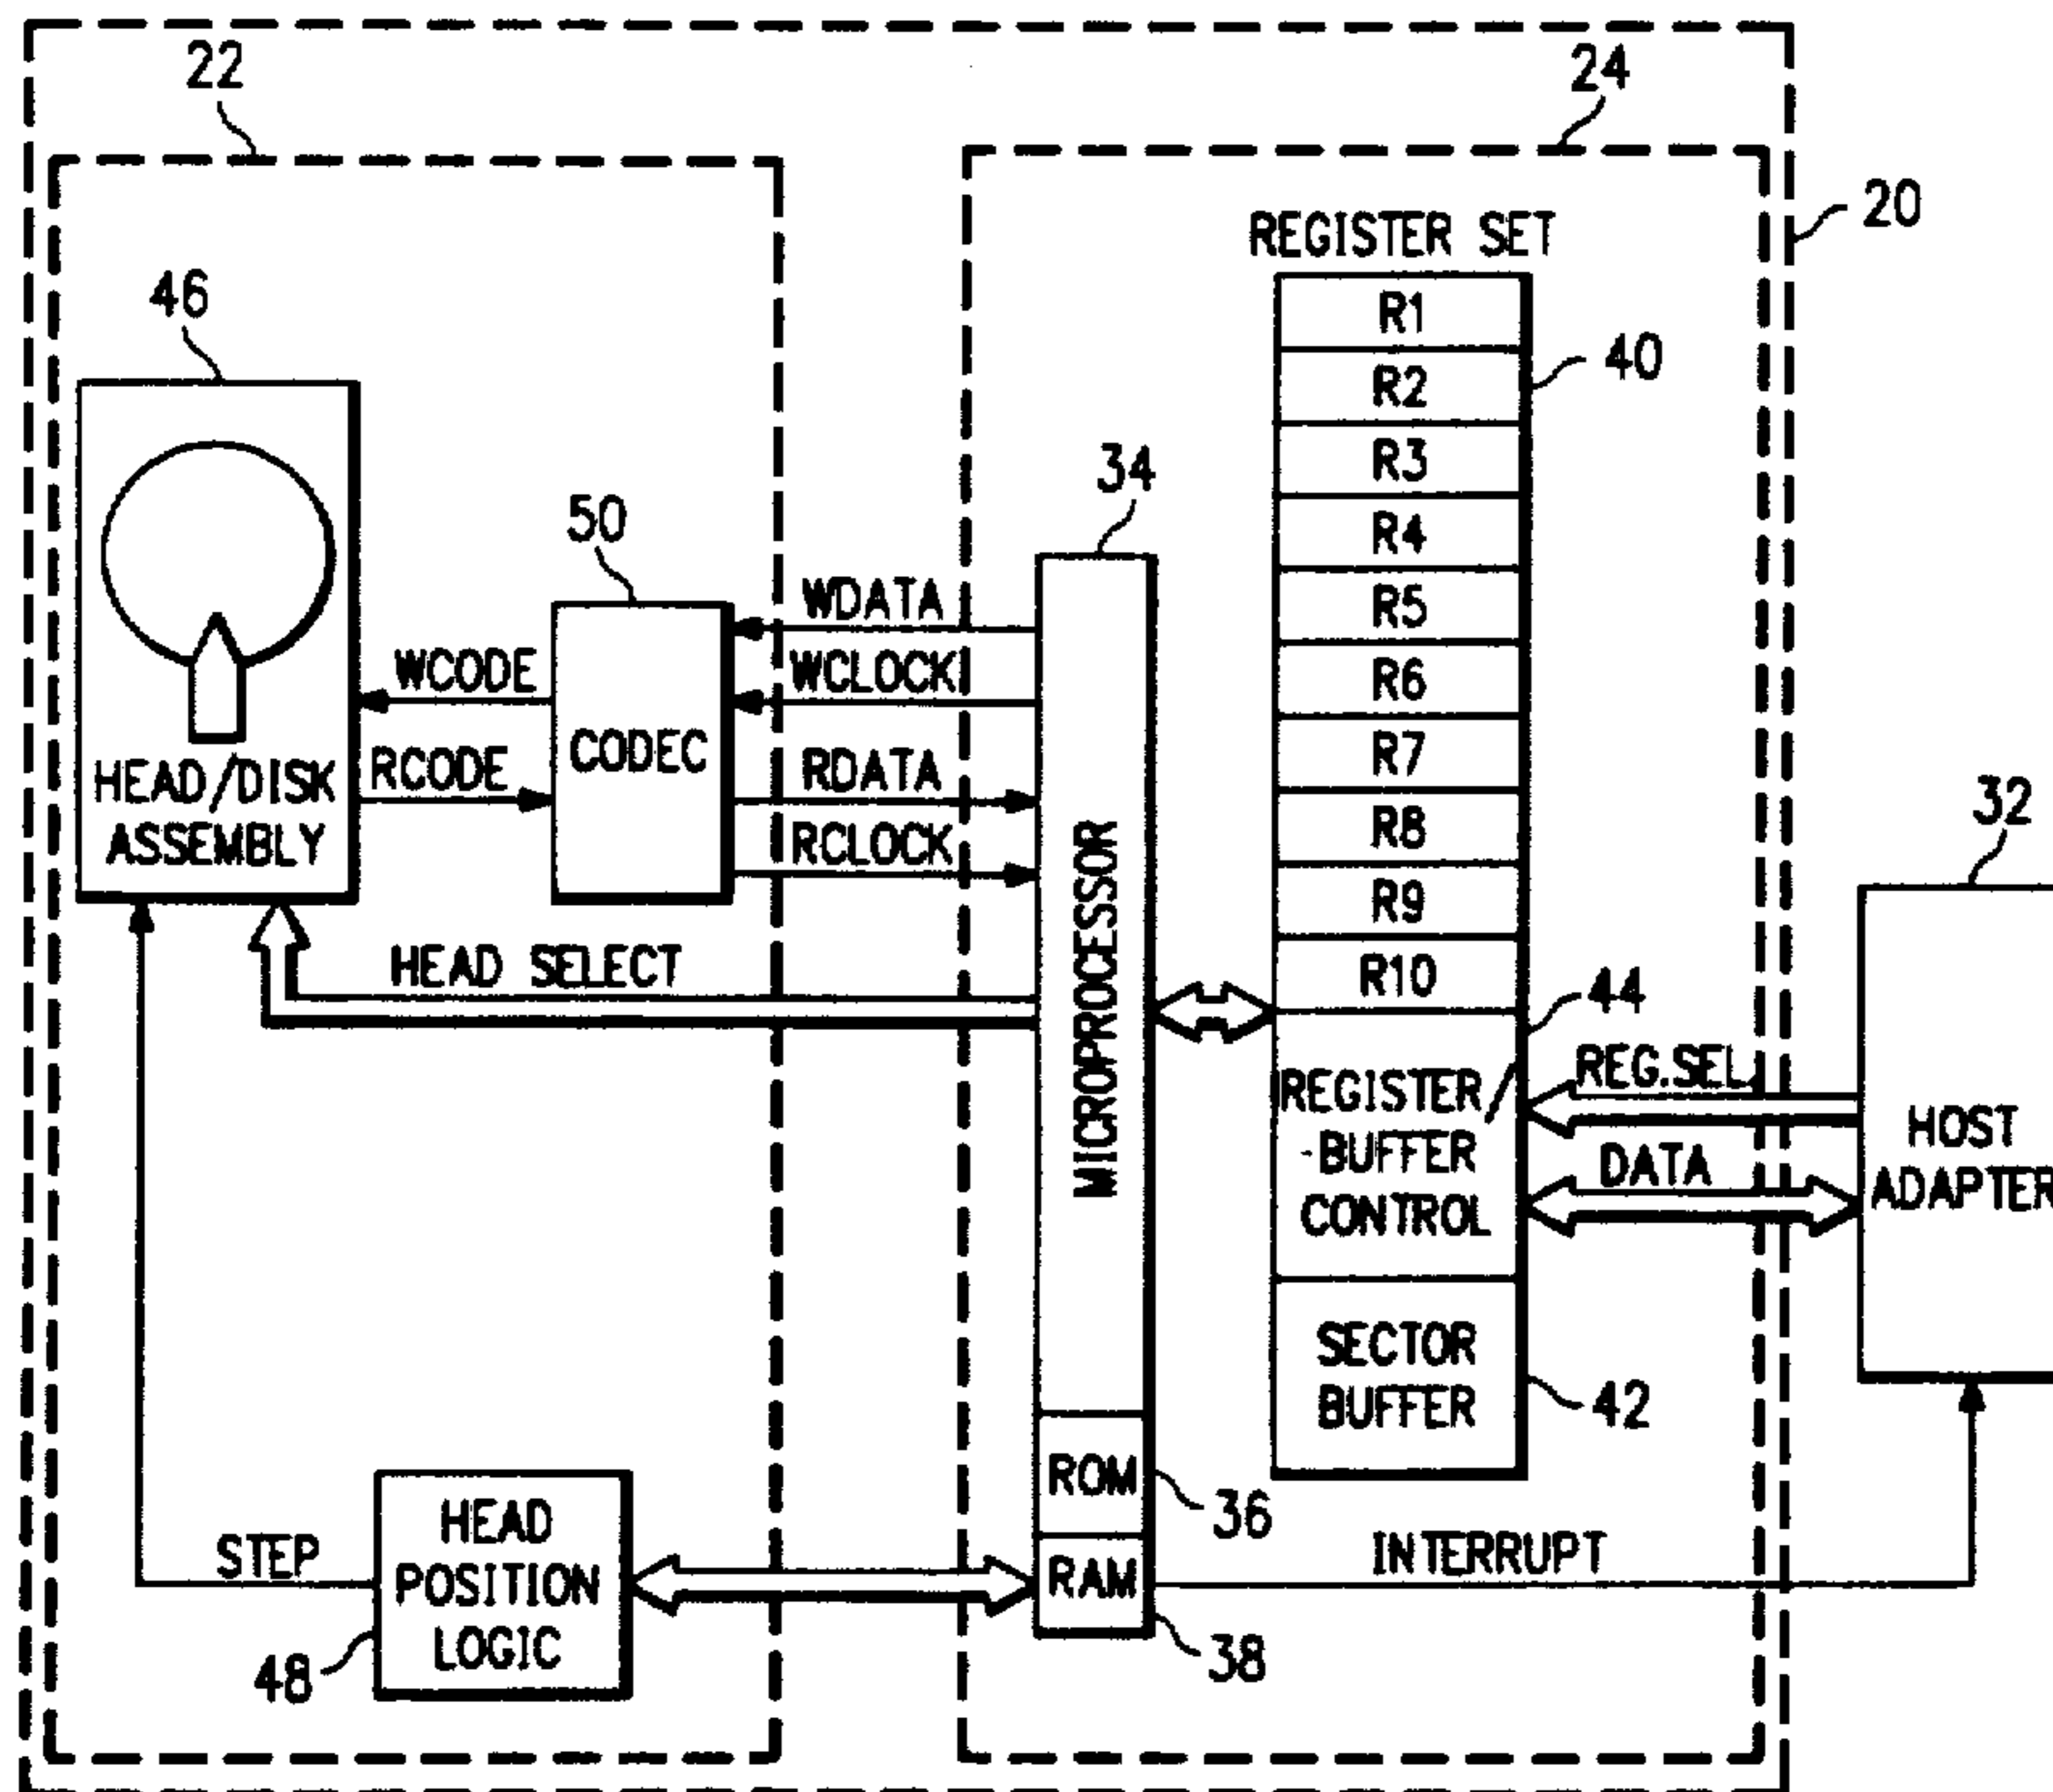 22
24
20
REGISTER SET
46
R1
40
R2
R3
34
R4
50
R5
WDATA
WCODE
WCLOCK
R6
CODEC
RCODE
RDATA
R7
32
HEAD/DISK
ASSEMBLY
RCLOCK
R8
MICROPROCESSOR
R9
HEAD SELECT
R10
44
REG.SEL.
REGISTER/
BUFFER
CONTROL
DATA
HOST
ADAPTER
SECTOR
BUFFER
42
ROM
36
HEAD
POSITION
LOGIC
STEP
RAM
INTERRUPT
48
38